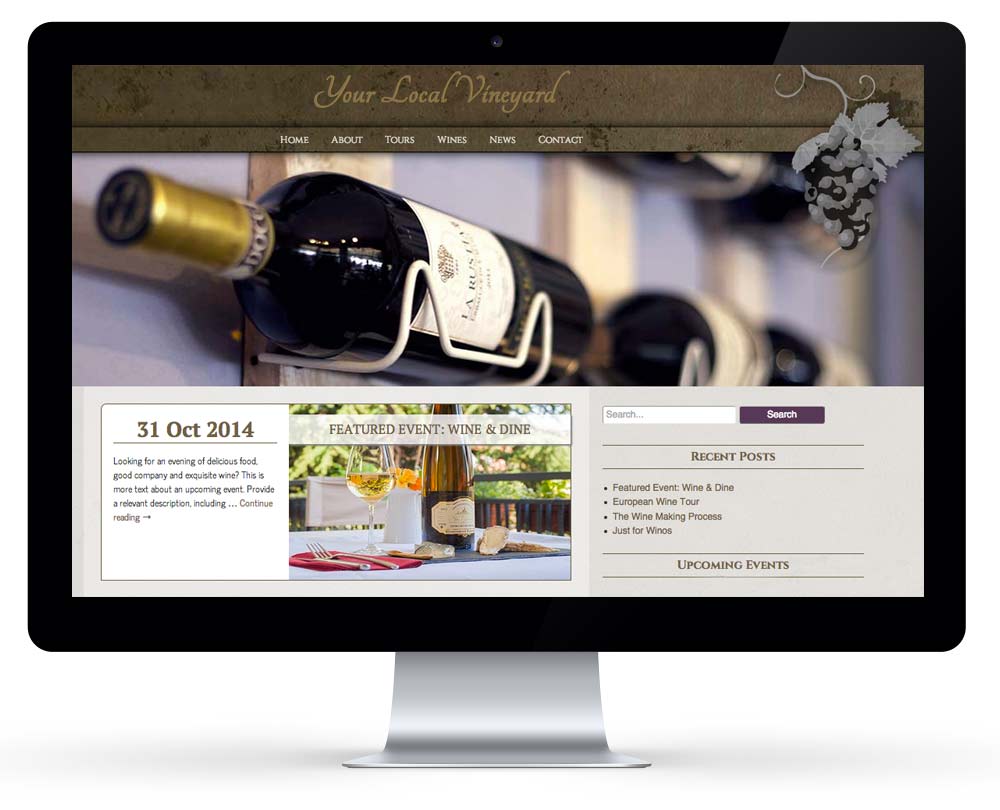 Your Local Vineyard
Home About Tours Wines News Contact
31 Oct 2014
Looking for an evening of delicious food,
good company and exquisite wine? This is
more text about an upcoming event. Provide
a relevant description, including … Continue
reading →
FEATURED EVENT: WINE & DINE
Search...
Search
Recent Posts
Featured Event: Wine & Dine
European Wine Tour
The Wine Making Process
Just for Winos
Upcoming Events